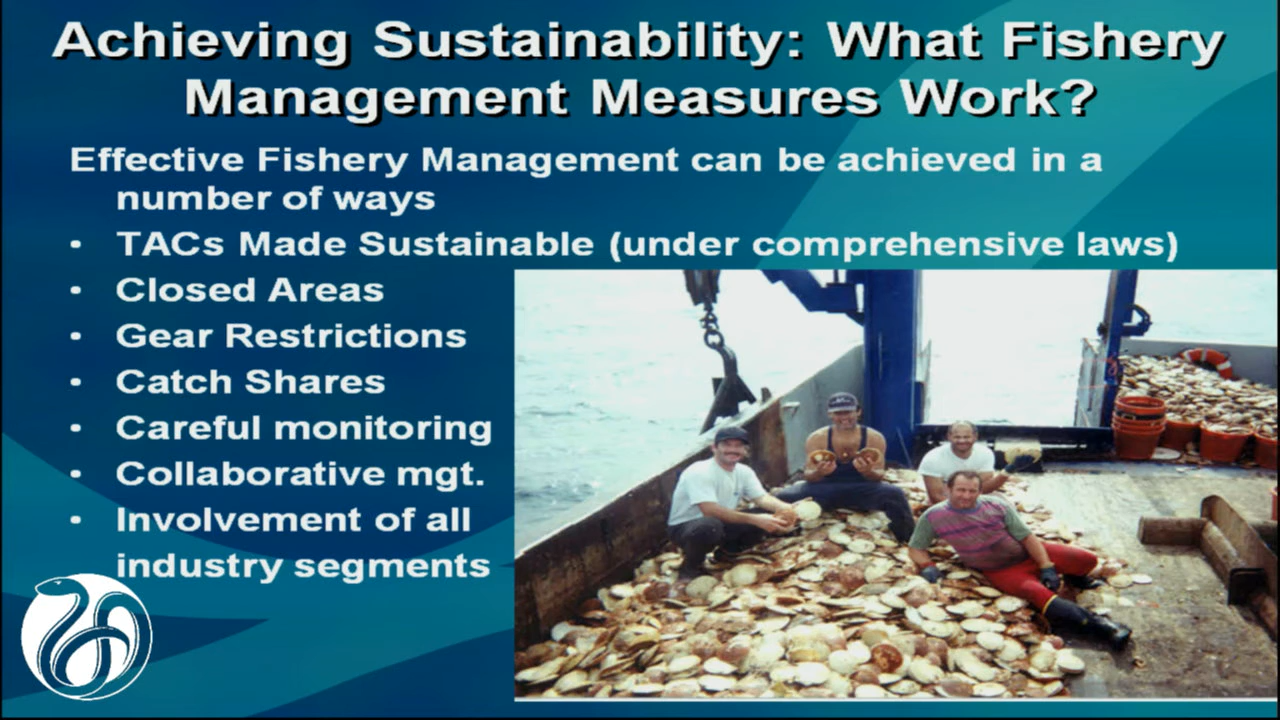 Achieving Sustainability: What Fishery
Management Measures Work?
Effective Fishery Management can be achieved in a
number of ways
• TACs Made Sustainable (under comprehensive laws)
• Closed Areas
• Gear Restrictions
• Catch Shares
• Careful monitoring
• Collaborative mgt.
• Involvement of all
industry segments